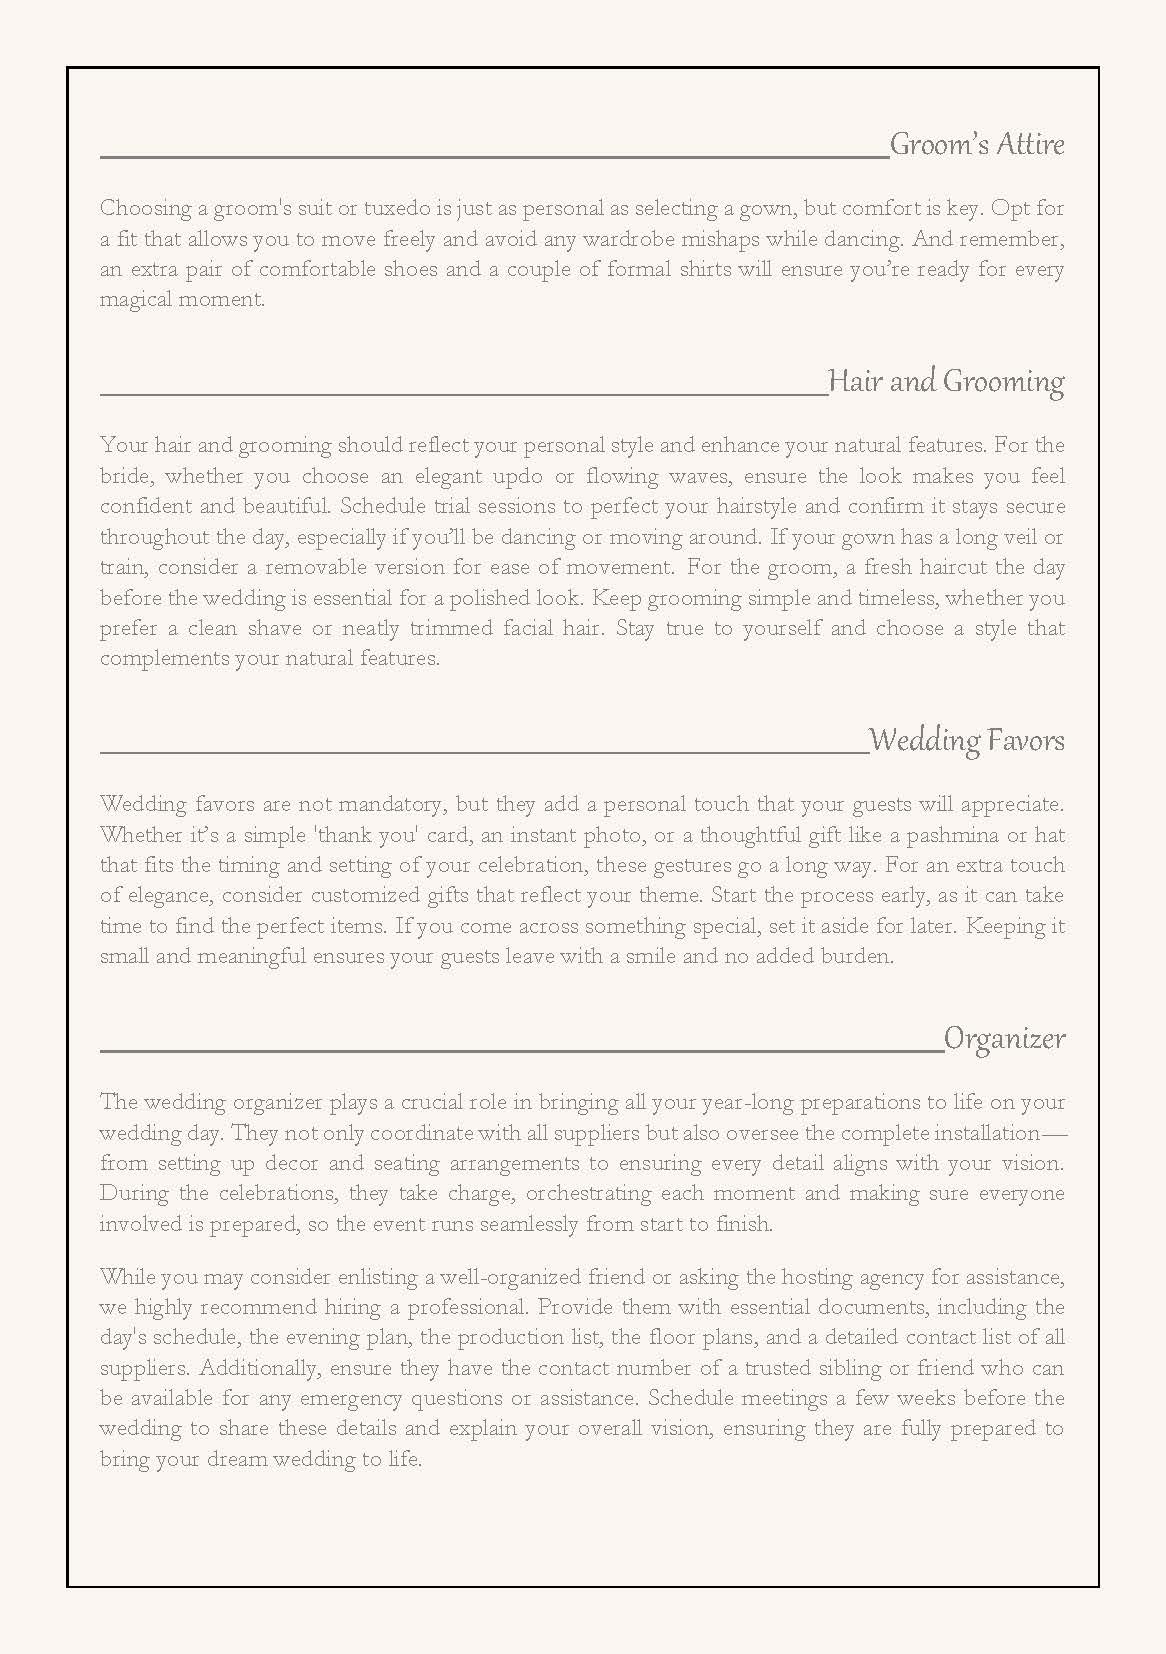 Groom’s Attire
Choosing a groom's suit or tuxedo is just as personal as selecting a gown, but comfort is key. Opt for
a fit that allows you to move freely and avoid any wardrobe mishaps while dancing. And remember,
an extra pair of comfortable shoes and a couple of formal shirts will ensure you’re ready for every
magical moment.
Hair and Grooming
Your hair and grooming should reflect your personal style and enhance your natural features. For the
bride, whether you choose an elegant updo or flowing waves, ensure the look makes you feel
confident and beautiful. Schedule trial sessions to perfect your hairstyle and confirm it stays secure
throughout the day, especially if you’ll be dancing or moving around. If your gown has a long veil or
train, consider a removable version for ease of movement. For the groom, a fresh haircut the day
before the wedding is essential for a polished look. Keep grooming simple and timeless, whether you
prefer a clean shave or neatly trimmed facial hair. Stay true to yourself and choose a style that
complements your natural features.
Wedding Favors
Wedding favors are not mandatory, but they add a personal touch that your guests will appreciate.
Whether it’s a simple 'thank you' card, an instant photo, or a thoughtful gift like a pashmina or hat
that fits the timing and setting of your celebration, these gestures go a long way. For an extra touch
of elegance, consider customized gifts that reflect your theme. Start the process early, as it can take
time to find the perfect items. If you come across something special, set it aside for later. Keeping it
small and meaningful ensures your guests leave with a smile and no added burden.
Organizer
The wedding organizer plays a crucial role in bringing all your year-long preparations to life on your
wedding day. They not only coordinate with all suppliers but also oversee the complete installation—
from setting up decor and seating arrangements to ensuring every detail aligns with your vision.
During the celebrations, they take charge, orchestrating each moment and making sure everyone
involved is prepared, so the event runs seamlessly from start to finish.
While you may consider enlisting a well-organized friend or asking the hosting agency for assistance,
we highly recommend hiring a professional. Provide them with essential documents, including the
day's schedule, the evening plan, the production list, the floor plans, and a detailed contact list of all
suppliers. Additionally, ensure they have the contact number of a trusted sibling or friend who can
be available for any emergency questions or assistance. Schedule meetings a few weeks before the
wedding to share these details and explain your overall vision, ensuring they are fully prepared to
bring your dream wedding to life.